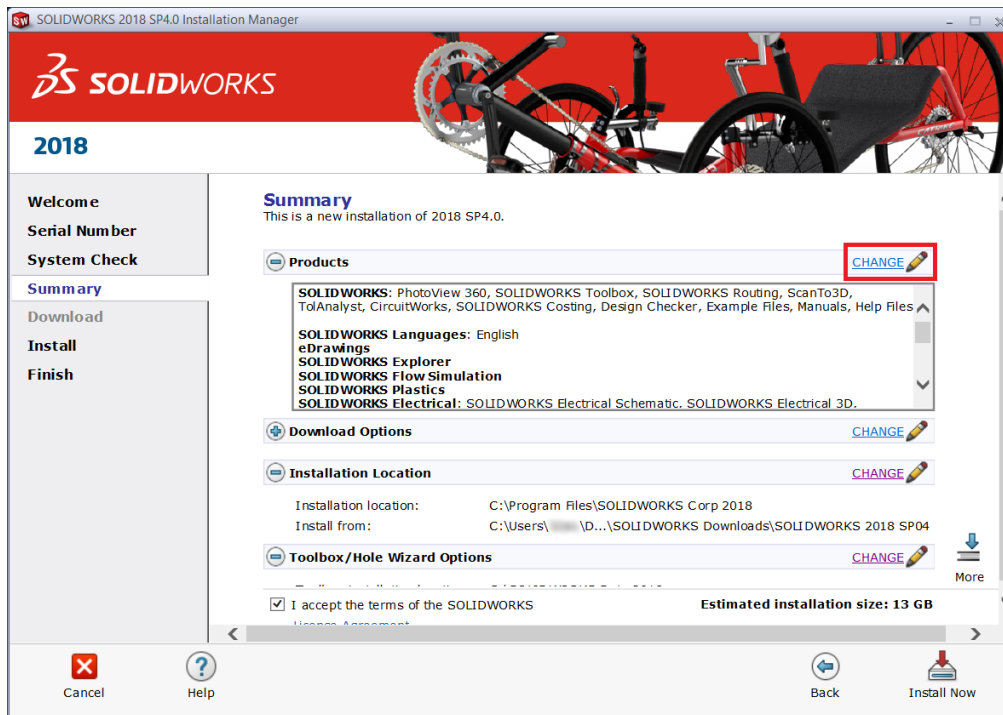 SOLIDWORKS 2018 SP4.0 Installation Manager
SOLIDWORKS
2018
Welcome
Serial Number
System Check
Summary
Download
Install
Finish
Summary
This is a new installation of 2018 SP4.0.
Products
CHANGE
SOLIDWORKS: PhotoView 360, SOLIDWORKS Toolbox, SOLIDWORKS Routing, ScanTo3D,
TolAnalyst, CircuitWorks, SOLIDWORKS Costing, Design Checker, Example Files, Manuals, Help Files
SOLIDWORKS Languages: English
eDrawings
SOLIDWORKS Explorer
SOLIDWORKS Flow Simulation
SOLIDWORKS Plastics
SOLIDWORKS Electrical: SOLIDWORKS Electrical Schematic, SOLIDWORKS Electrical 3D,
Download Options
CHANGE
Installation Location
CHANGE
Installation location: C:\Program Files\SOLIDWORKS Corp 2018
Install from: C:\Users\ \D...\SOLIDWORKS Downloads\SOLIDWORKS 2018 SP04
Toolbox/Hole Wizard Options
CHANGE
More
I accept the terms of the SOLIDWORKS
License Agreement
Estimated installation size: 13 GB
Cancel
Help
Back
Install Now